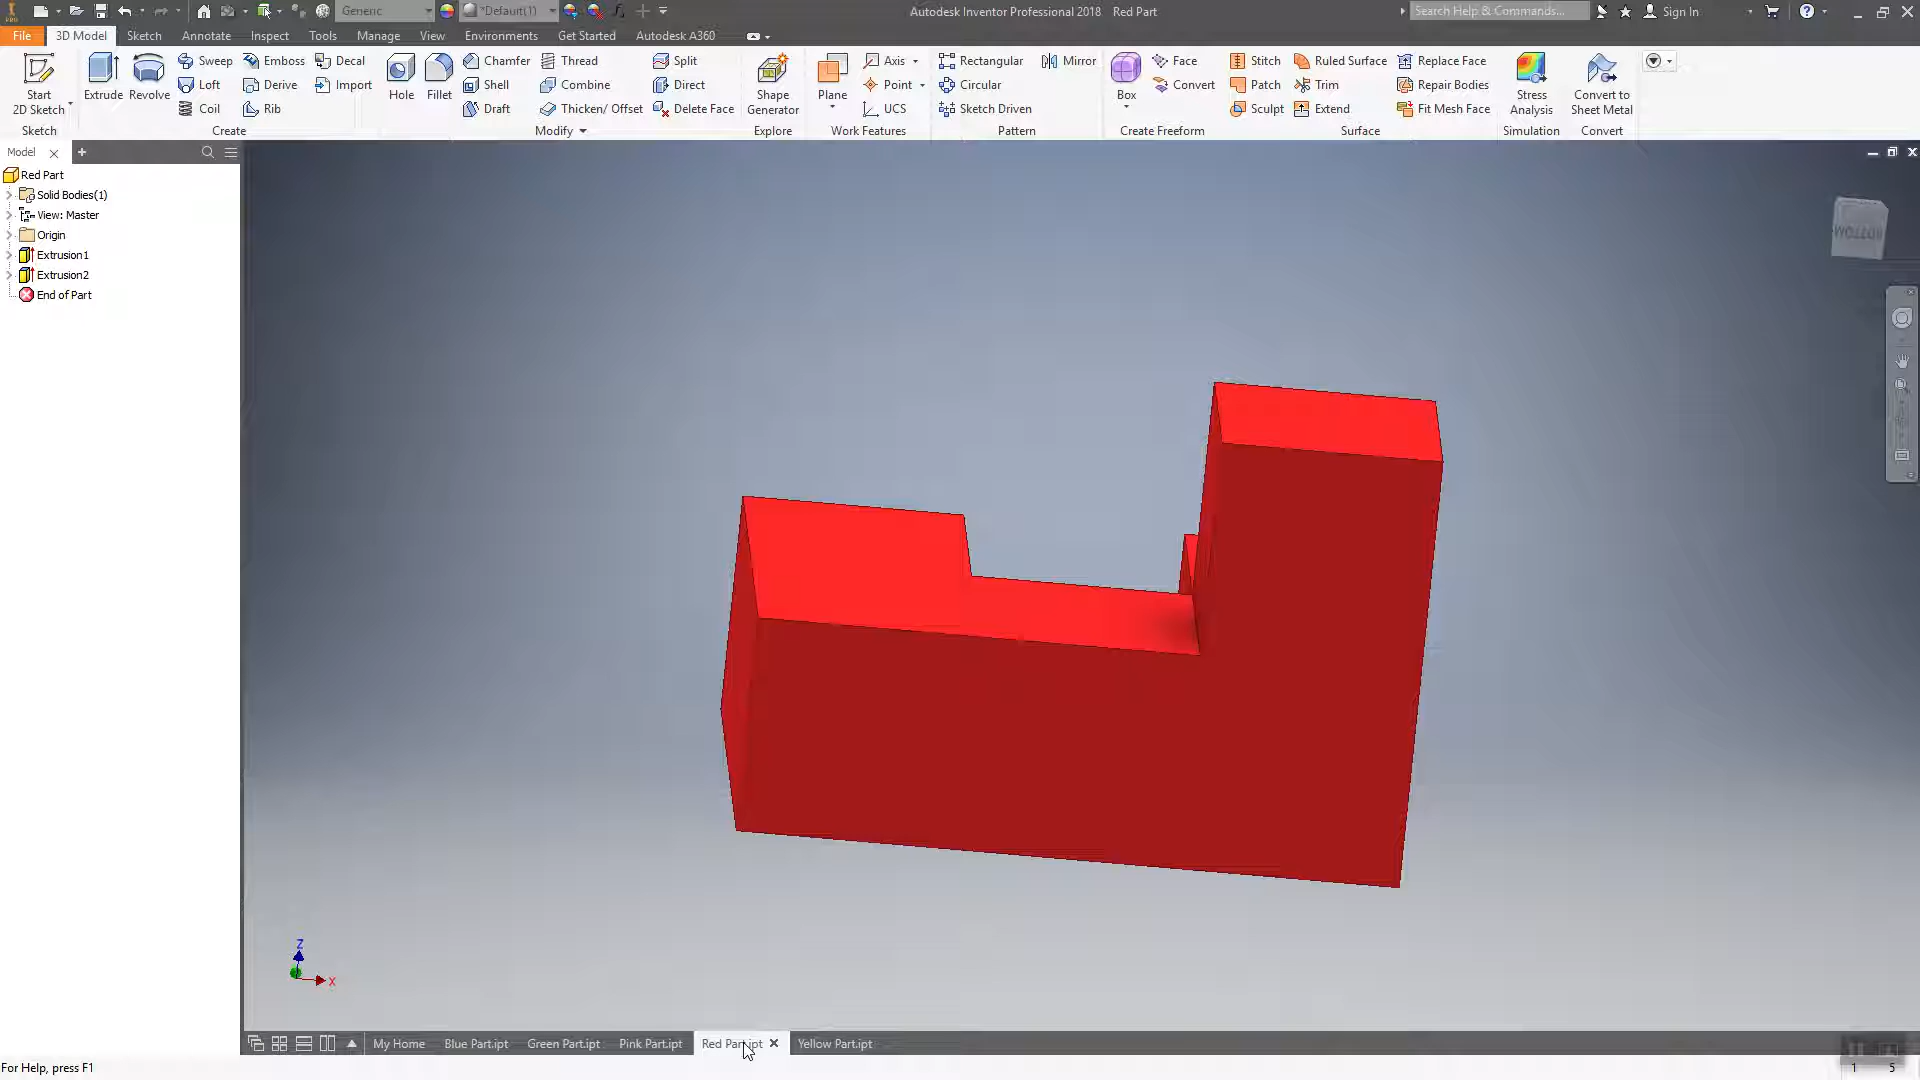 Generic
*Default(1)
Autodesk Inventor Professional 2018 Red Part
Search Help & Commands...
Sign In
File 3D Model Sketch Annotate Inspect Tools Manage View Environments Get Started Autodesk A360
Start
2D Sketch
Sketch
Extrude
Revolve
Sweep
Loft
Coil
Emboss
Derive
Rib
Decal
Import
Create
Hole
Fillet
Chamfer
Shell
Draft
Thread
Combine
Thicken/ Offset
Split
Direct
Delete Face
Modify
Shape
Generator
Explore
Plane
Axis
Point
UCS
Work Features
Rectangular
Circular
Sketch Driven
Mirror
Pattern
Box
Face
Convert
Create Freeform
Stitch
Patch
Sculpt
Ruled Surface
Trim
Extend
Replace Face
Repair Bodies
Fit Mesh Face
Surface
Stress
Analysis
Simulation
Convert to
Sheet Metal
Convert
Model
Red Part
Solid Bodies(1)
View: Master
Origin
Extrusion1
Extrusion2
End of Part
BOTTOM
Z
X
My Home Blue Part.ipt Green Part.ipt Pink Part.ipt Red Part.ipt Yellow Part.ipt
For Help, press F1
1 5